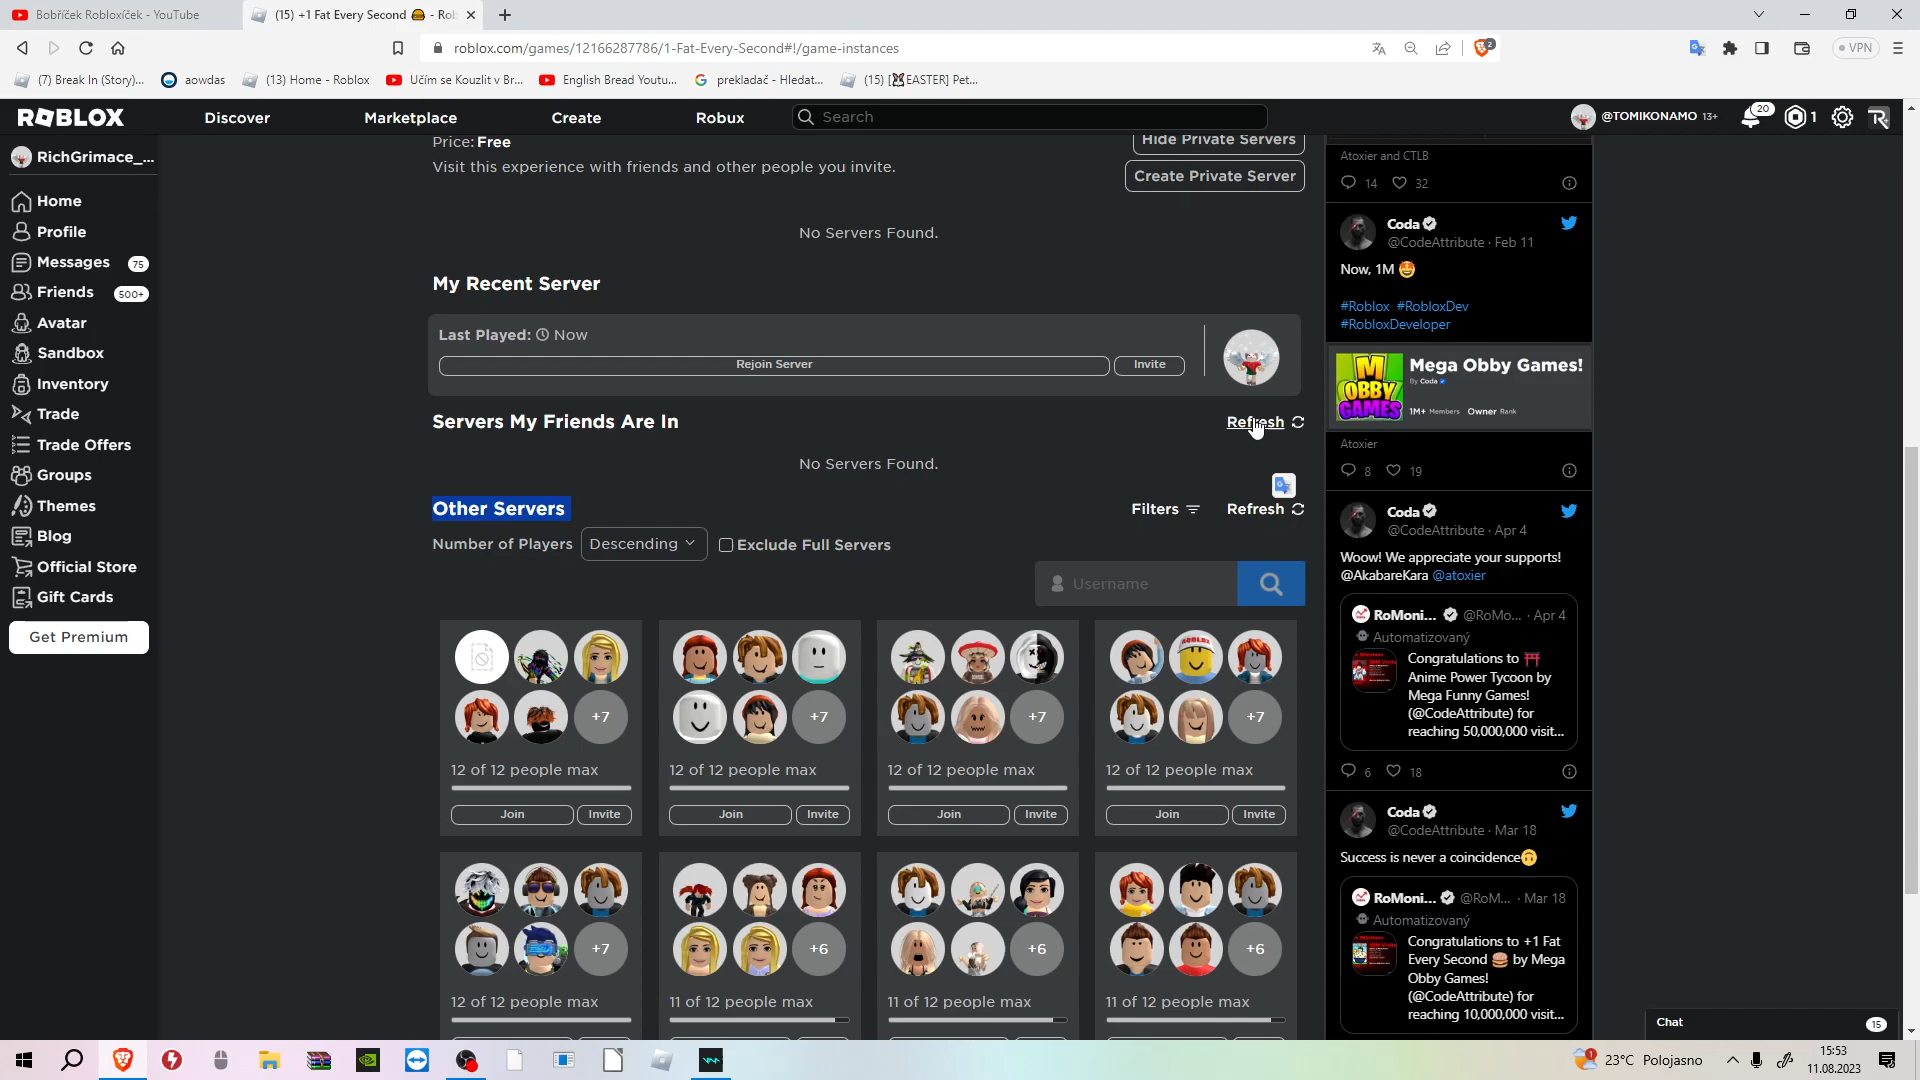 Bobříček Robloxíček - YouTube
(15) +1 Fat Every Second 🍔 - Rob
roblox.com/games/12166287786/1-Fat-Every-Second#!/game-instances
2
VPN
(7) Break In (Story)...
aowdas
(13) Home - Roblox
Učím se Kouzlit v Br...
English Bread Youtu...
prekladač - Hledat...
(15) [🐰EASTER] Pet...
ROBLOX
Discover
Marketplace
Create
Robux
Search
@TOMIKONAMO 13+
20
1
RichGrimace_...
Home
Profile
Messages 75
Friends 500+
Avatar
Sandbox
Inventory
Trade
Trade Offers
Groups
Themes
Blog
Official Store
Gift Cards
Get Premium
Price: Free
Hide Private Servers
Visit this experience with friends and other people you invite.
Create Private Server
No Servers Found.
My Recent Server
Last Played: Now
Rejoin Server
Invite
Servers My Friends Are In
Refresh
No Servers Found.
Other Servers
Filters
Refresh
Number of Players
Descending
Exclude Full Servers
Username
+7
+7
+7
+7
12 of 12 people max
12 of 12 people max
12 of 12 people max
12 of 12 people max
Join Invite
Join Invite
Join Invite
Join Invite
+7
+6
+6
+6
12 of 12 people max
11 of 12 people max
11 of 12 people max
11 of 12 people max
Atoxier and CTLB
14 32
Coda
@CodeAttribute · Feb 11
Now, 1M 🤩
#Roblox #RobloxDev
#RobloxDeveloper
M
OBBY
GAMES
Mega Obby Games!
By Coda
1M+ Members Owner Rank
Atoxier
8 19
Coda
@CodeAttribute · Apr 4
Woow! We appreciate your supports!
@AkabareKara @atoxier
RoMoni... @RoMo... · Apr 4
Automatizovaný
Congratulations to ⛩️
Anime Power Tycoon by
Mega Funny Games!
(@CodeAttribute) for
reaching 50,000,000 visit...
6 18
Coda
@CodeAttribute · Mar 18
Success is never a coincidence🙃
RoMoni... @RoM... · Mar 18
Automatizovaný
Congratulations to +1 Fat
Every Second 🍔 by Mega
Obby Games!
(@CodeAttribute) for
reaching 10,000,000 visit...
Chat 15
1
23°C Polojasno
15:53
11.08.2023